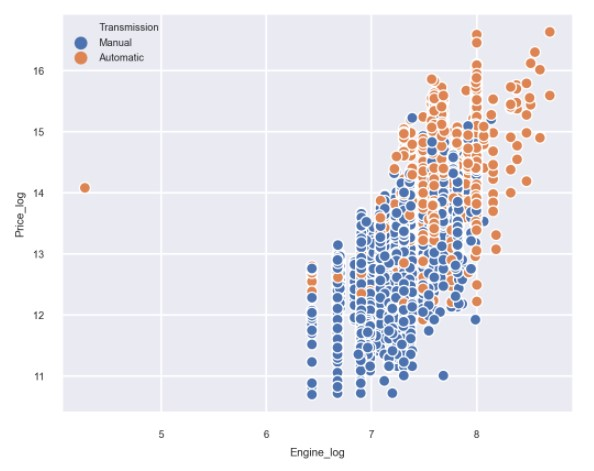 Transmission
Manual
Automatic
16
15
14
13
12
11
Price_log
5
6
7
8
Engine_log